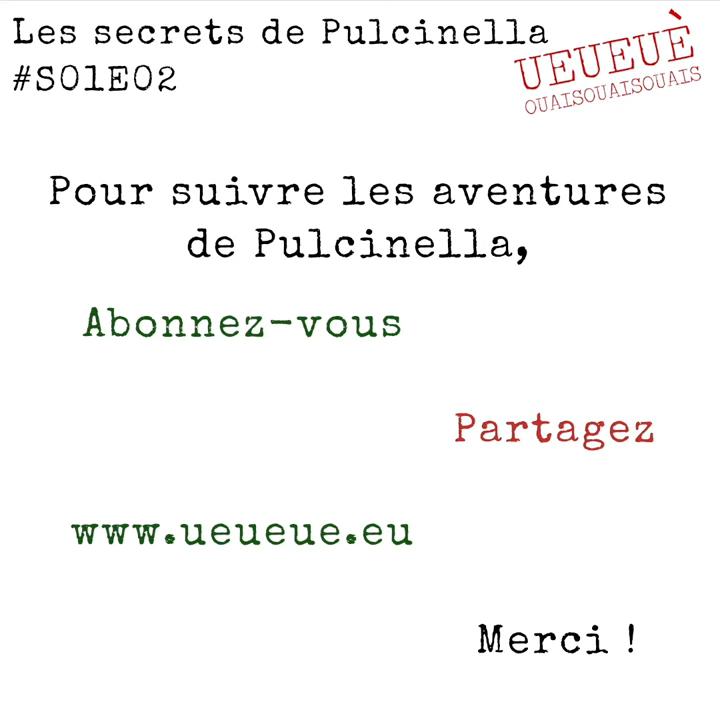 Les secrets de Pulcinella
#S01E02
UEUEUÈ
OUAISOUAISOUAIS
Pour suivre les aventures
de Pulcinella,
Abonnez-vous
Partagez
www.ueueue.eu
Merci !